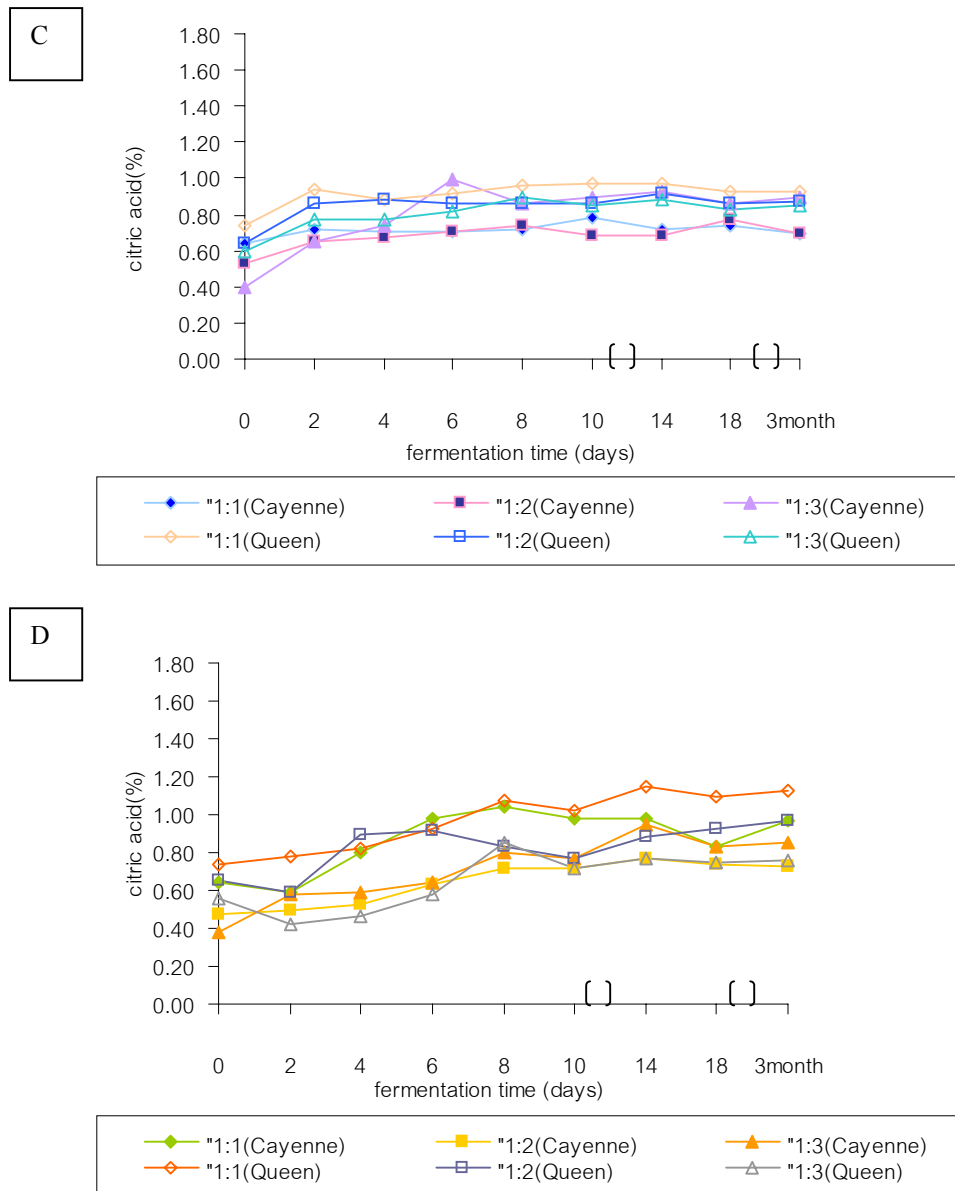 C
1.80
1.60
1.40
1.20
1.00
0.80
0.60
0.40
0.20
0.00
citric acid(%)
0 2 4 6 8 10 14 18 3month
fermentation time (days)
"1:1(Cayenne) "1:2(Cayenne) "1:3(Cayenne)
"1:1(Queen) "1:2(Queen) "1:3(Queen)
D
1.80
1.60
1.40
1.20
1.00
0.80
0.60
0.40
0.20
0.00
citric acid(%)
0 2 4 6 8 10 14 18 3month
fermentation time (days)
"1:1(Cayenne) "1:2(Cayenne) "1:3(Cayenne)
"1:1(Queen) "1:2(Queen) "1:3(Queen)